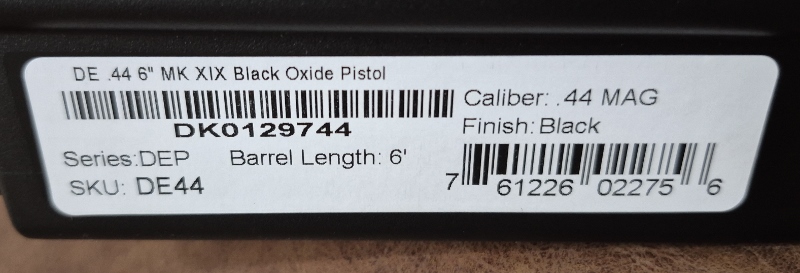 DE .44 6" MK XIX Black Oxide Pistol
DK0129744
Series:DEP Barrel Length: 6'
SKU: DE44
Caliber: .44 MAG
Finish: Black
7 61226 02275 6